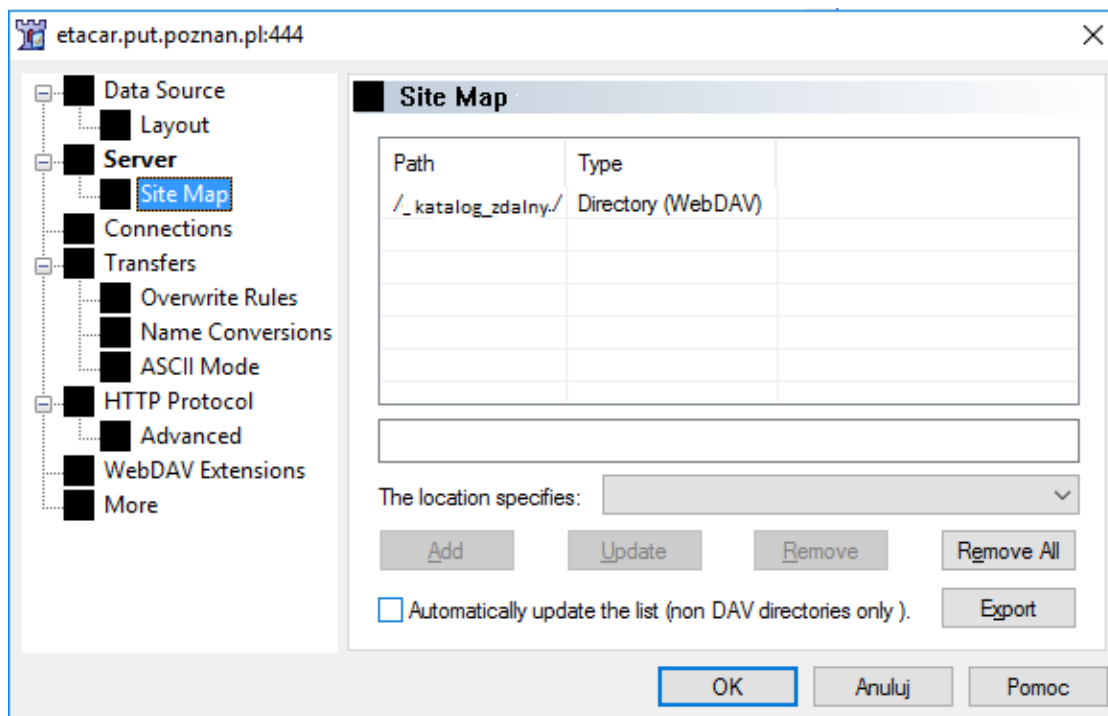 etacar.put.poznan.pl:444
Data Source
Layout
Server
Site Map
Connections
Transfers
Overwrite Rules
Name Conversions
ASCII Mode
HTTP Protocol
Advanced
WebDAV Extensions
More
Site Map
Path Type
/_katalog_zdalny./ Directory (WebDAV)
The location specifies:
Add Update Remove Remove All
Automatically update the list (non DAV directories only ). Export
OK Anuluj Pomoc